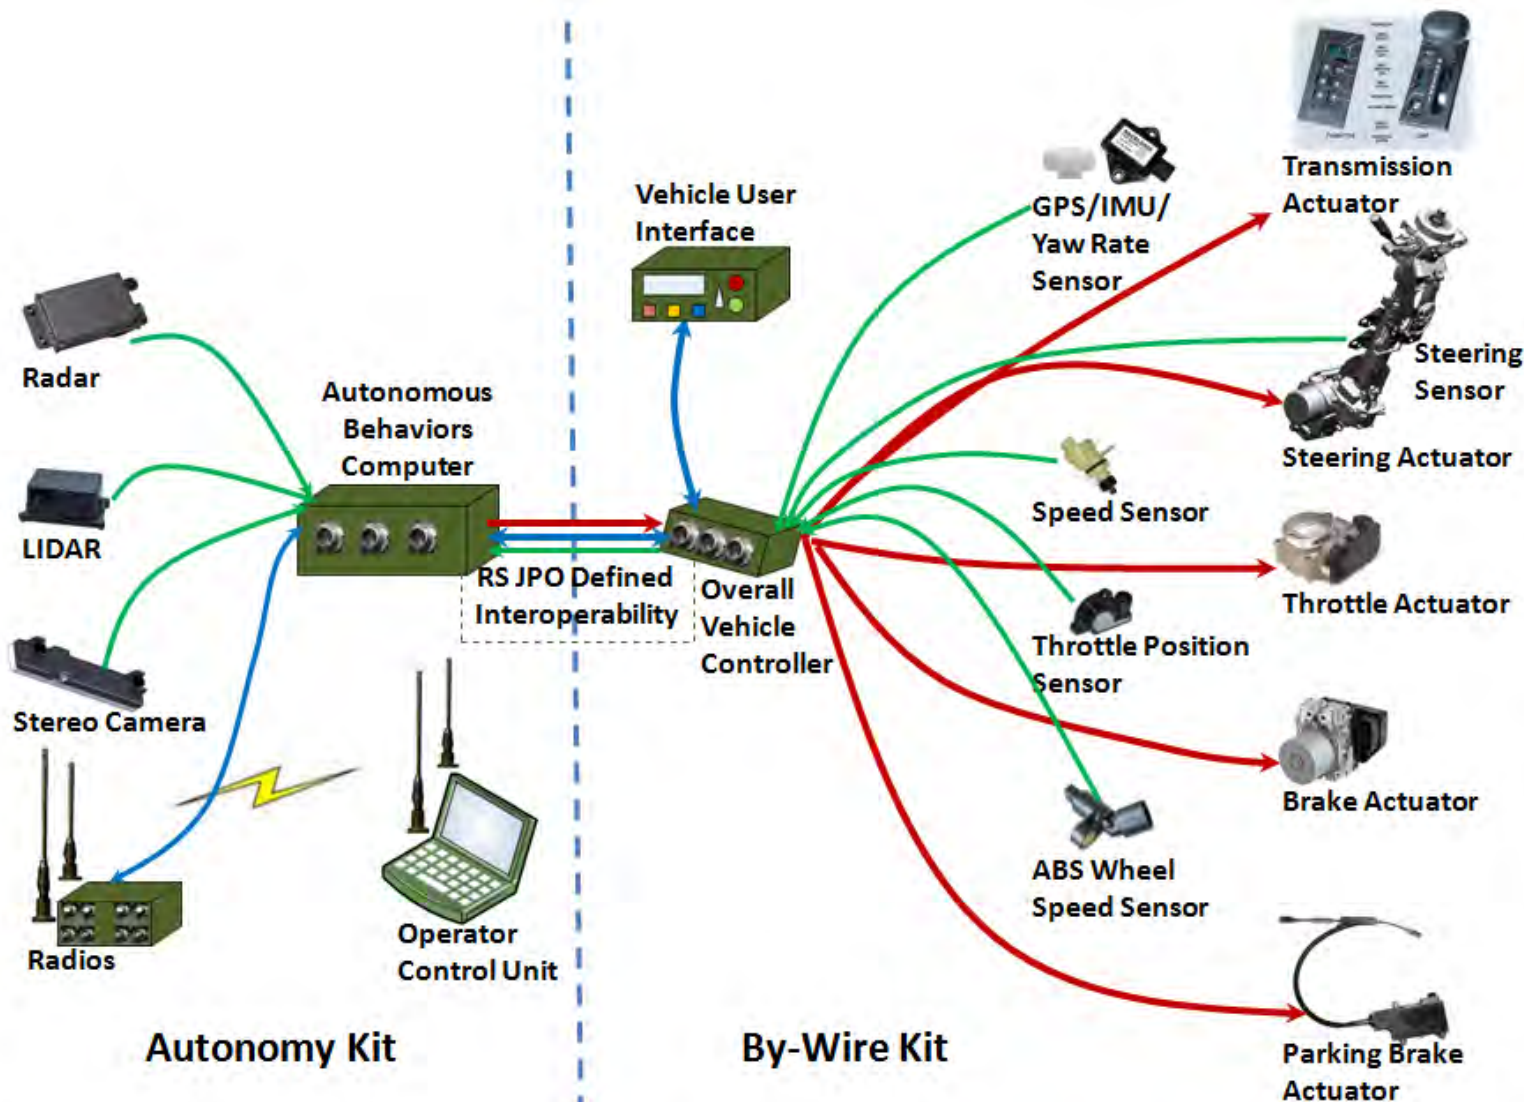 Transmission
Actuator
GPS/IMU/
Yaw Rate
Sensor
Vehicle User
Interface
Steering
Sensor
Steering Actuator
Radar
Autonomous
Behaviors
Computer
Speed Sensor
LIDAR
RS JPO Defined
Interoperability
Overall
Vehicle
Controller
Throttle Actuator
Throttle Position
Sensor
Stereo Camera
Brake Actuator
ABS Wheel
Speed Sensor
Radios
Operator
Control Unit
Autonomy Kit
By-Wire Kit
Parking Brake
Actuator